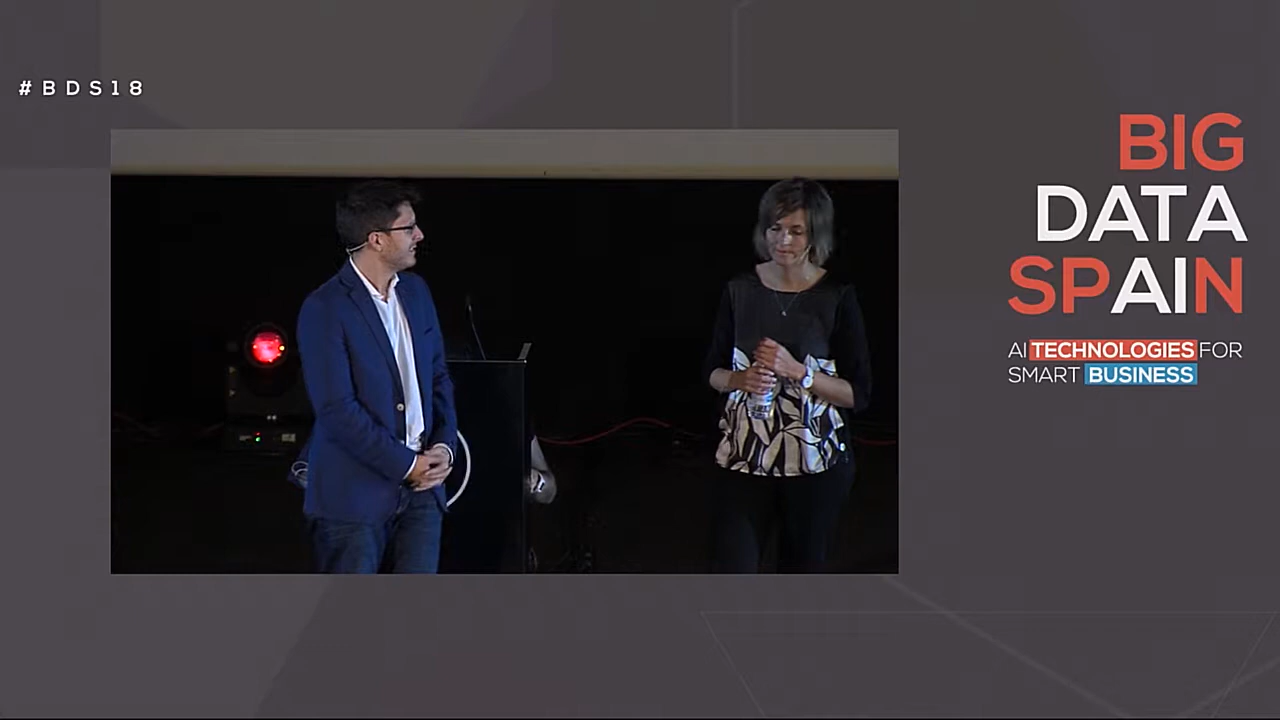 #BDS18
BIG
DATA
SPAIN
AI TECHNOLOGIES FOR
SMART BUSINESS